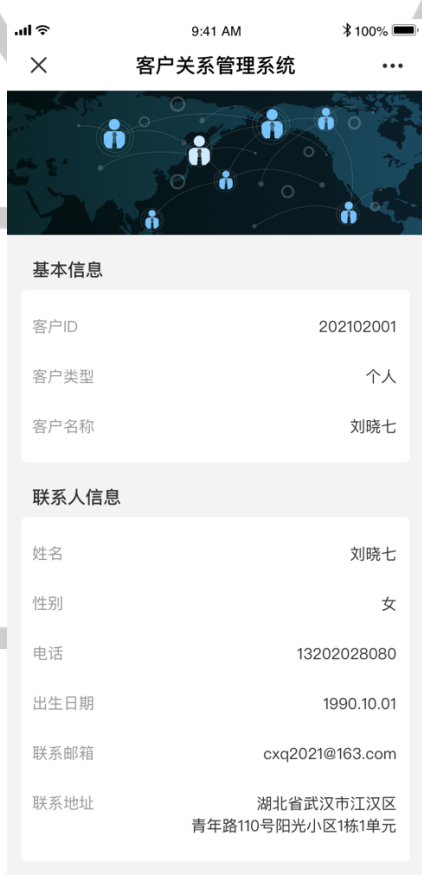 9:41 AM
100%
客户关系管理系统
基本信息
客户ID 202102001
客户类型 个人
客户名称 刘晓七
联系人信息
姓名 刘晓七
性别 女
电话 13202028080
出生日期 1990.10.01
联系邮箱 cxq2021@163.com
联系地址 湖北省武汉市江汉区
青年路110号阳光小区1栋1单元